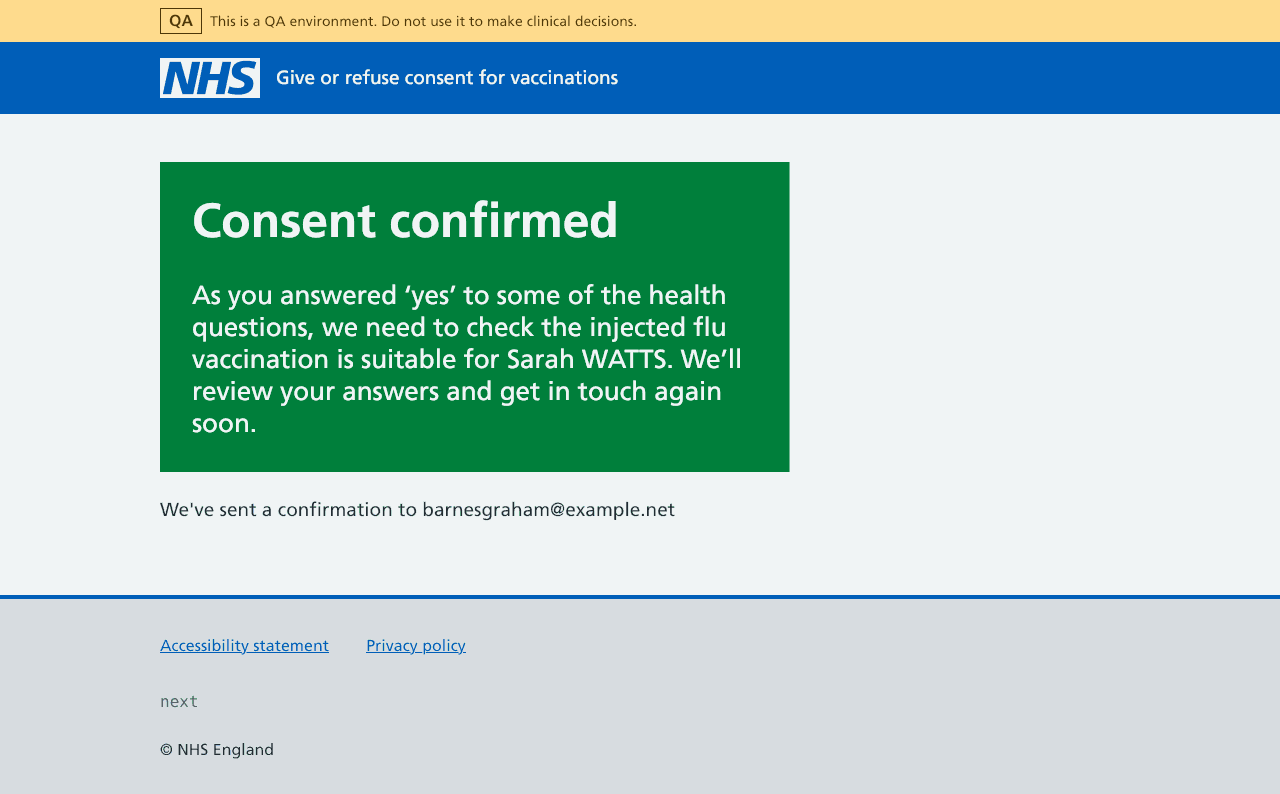 QA This is a QA environment. Do not use it to make clinical decisions.
NHS Give or refuse consent for vaccinations
Consent confirmed
As you answered ‘yes’ to some of the health
questions, we need to check the injected flu
vaccination is suitable for Sarah WATTS. We’ll
review your answers and get in touch again
soon.
We've sent a confirmation to barnesgraham@example.net
Accessibility statement Privacy policy
next
© NHS England